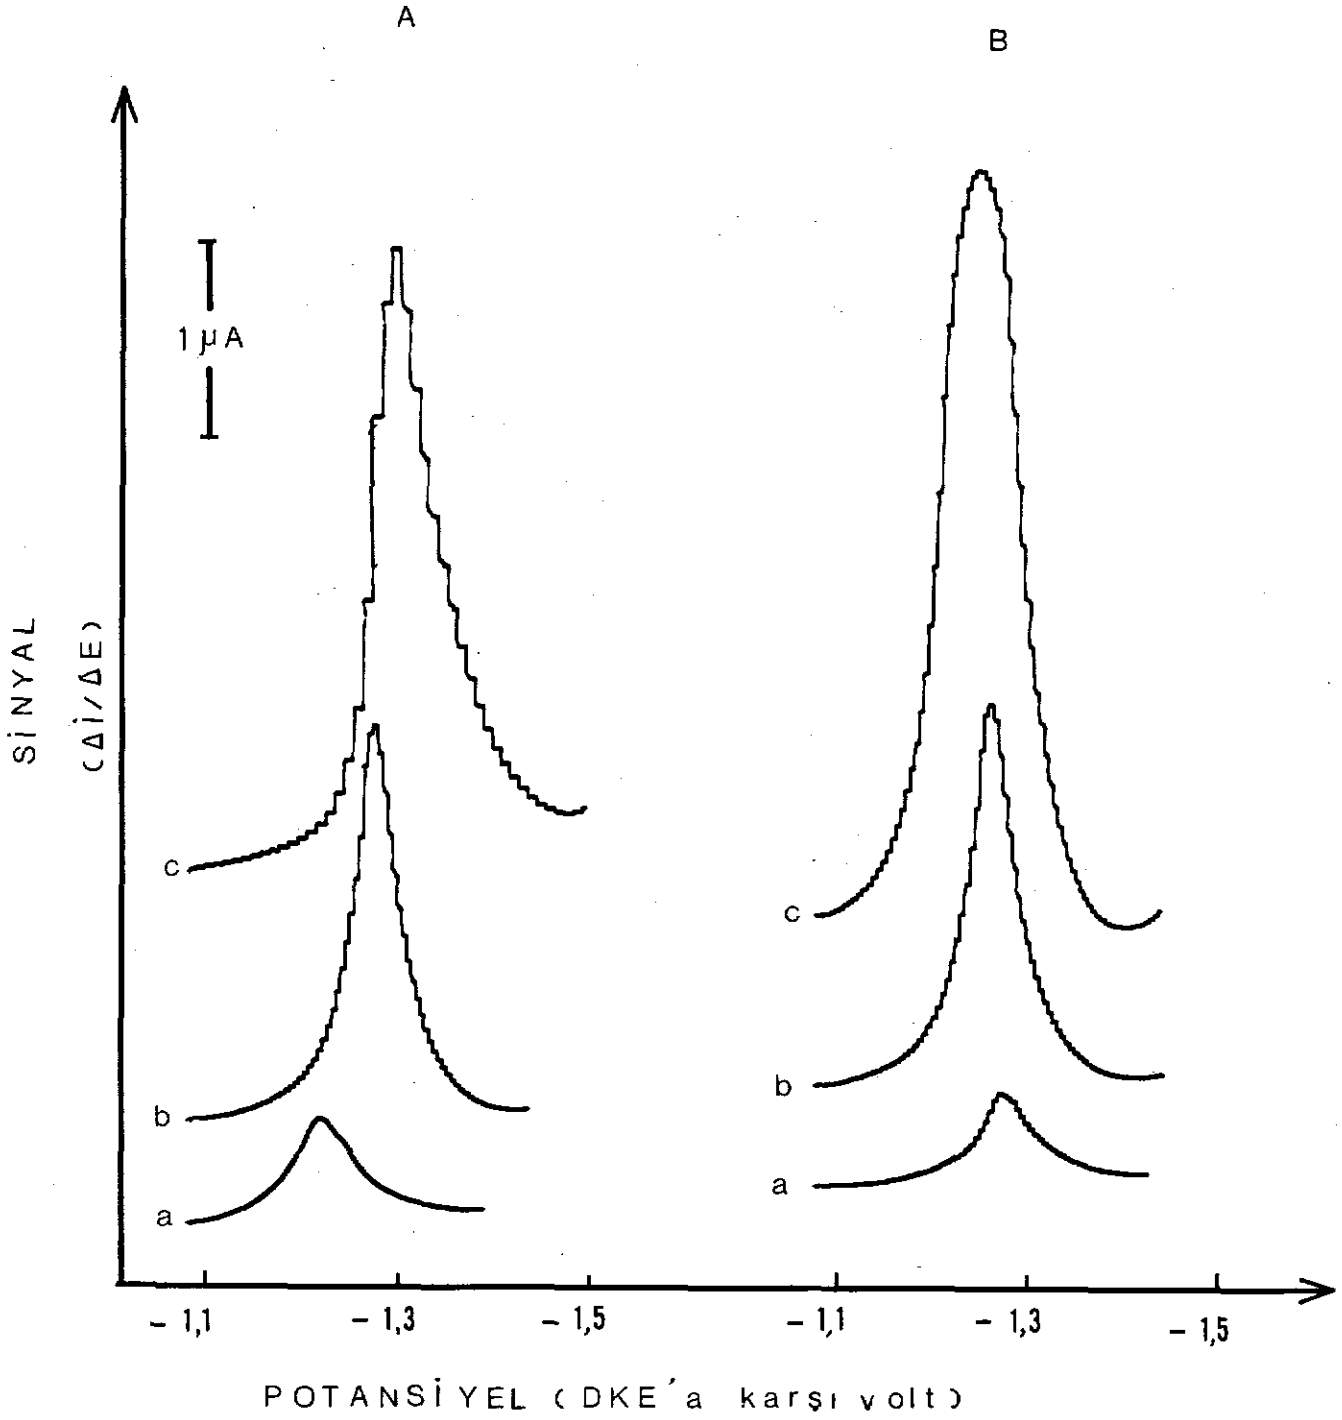 A
B
1 µA
SİNYAL
(Δi/ΔE)
c
b
a
c
b
a
- 1,1
- 1,3
- 1,5
- 1,1
- 1,3
- 1,5
POTANSİYEL (DKE'a karşı volt)